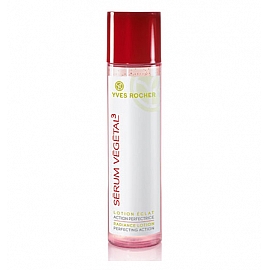 YVES ROCHER
SÉRUM VÉGÉTAL³
LOTION ÉCLAT
ACTION PERFECTRICE
RADIANCE LOTION
PERFECTING ACTION